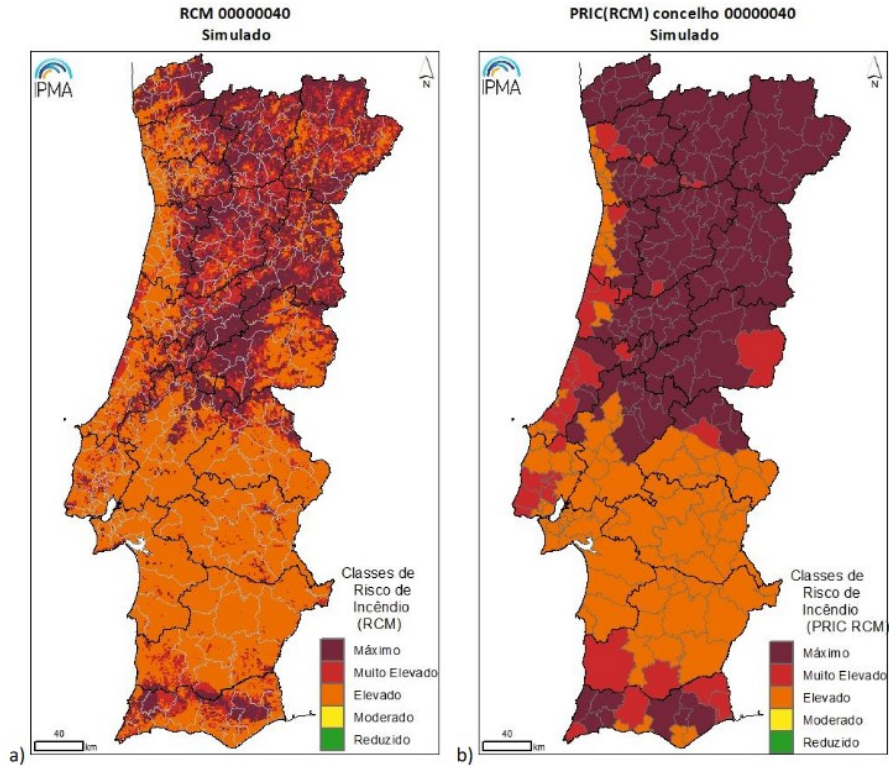 RCM 00000040
Simulado
IPMA
N
Classes de
Risco de
Incêndio
(RCM)
Máximo
Muito Elevado
Elevado
Moderado
Reduzido
40
km
a)
PRIC(RCM) concelho 00000040
Simulado
IPMA
N
Classes de
Risco de
Incêndio
(PRIC RCM)
Máximo
Muito Elevado
Elevado
Moderado
Reduzido
40
km
b)